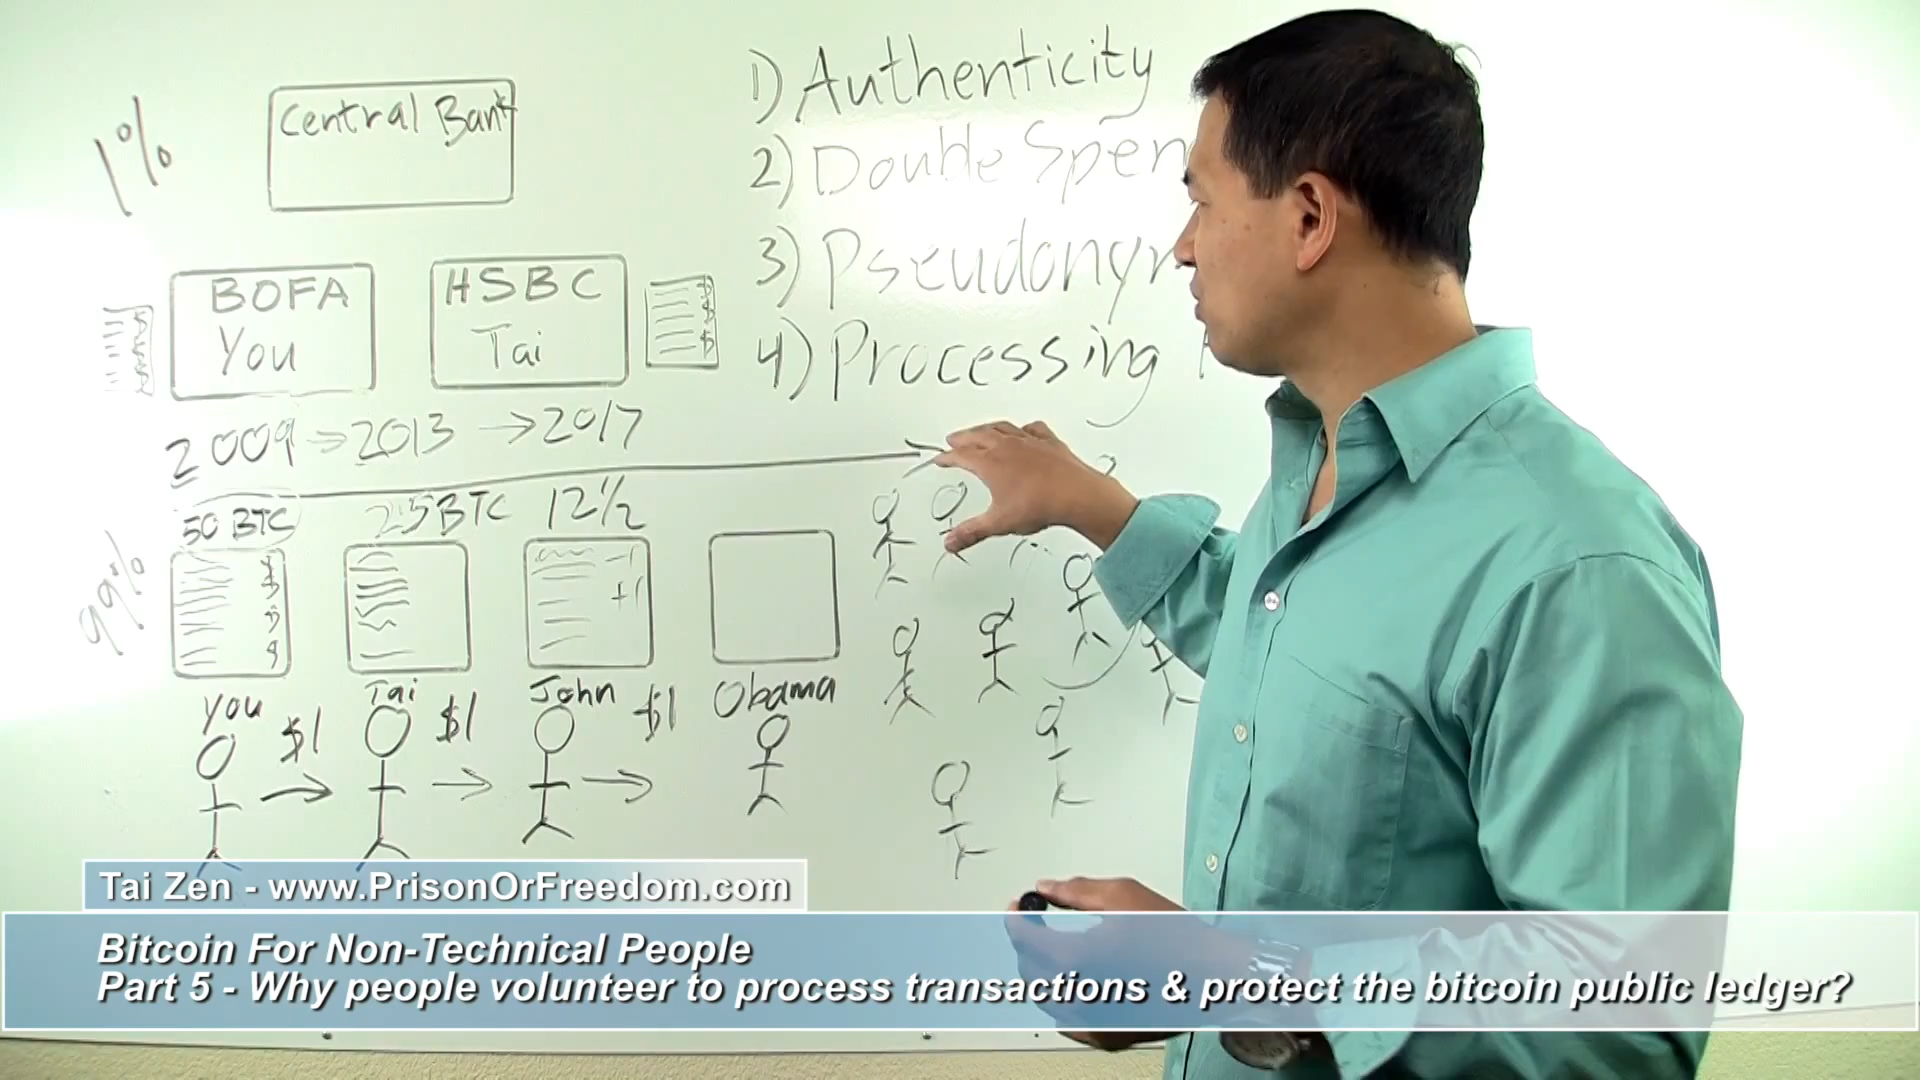 1%
Central Bank
1) Authenticity
2) Double Spen
3) Pseudonym
4) Processing
BOFA
You
HSBC
Tai
$
$
$
2009 → 2013 → 2017
50 BTC
25 BTC
12½
99%
$
$
$
$
-1
+1
You
Tai
John
Obama
$1
$1
$1
Tai Zen - www.PrisonOrFreedom.com
Bitcoin For Non-Technical People
Part 5 - Why people volunteer to process transactions & protect the bitcoin public ledger?